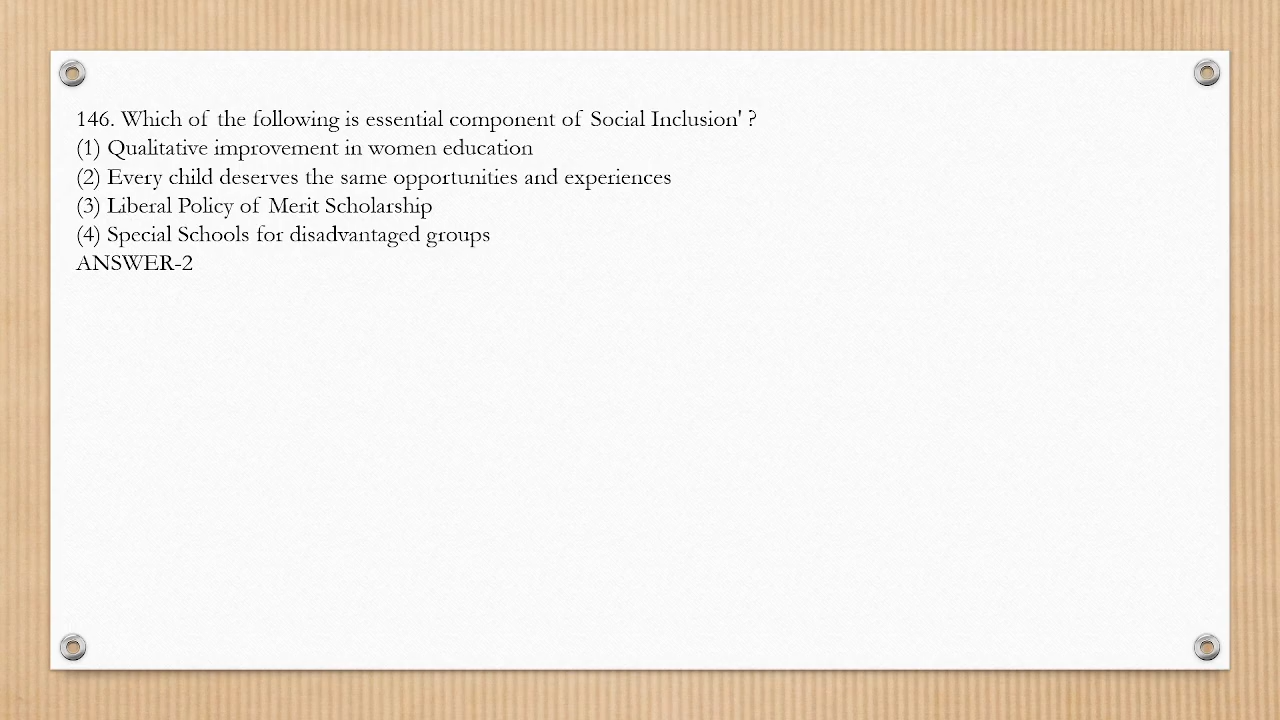 146. Which of the following is essential component of Social Inclusion' ?
(1) Qualitative improvement in women education
(2) Every child deserves the same opportunities and experiences
(3) Liberal Policy of Merit Scholarship
(4) Special Schools for disadvantaged groups
ANSWER-2